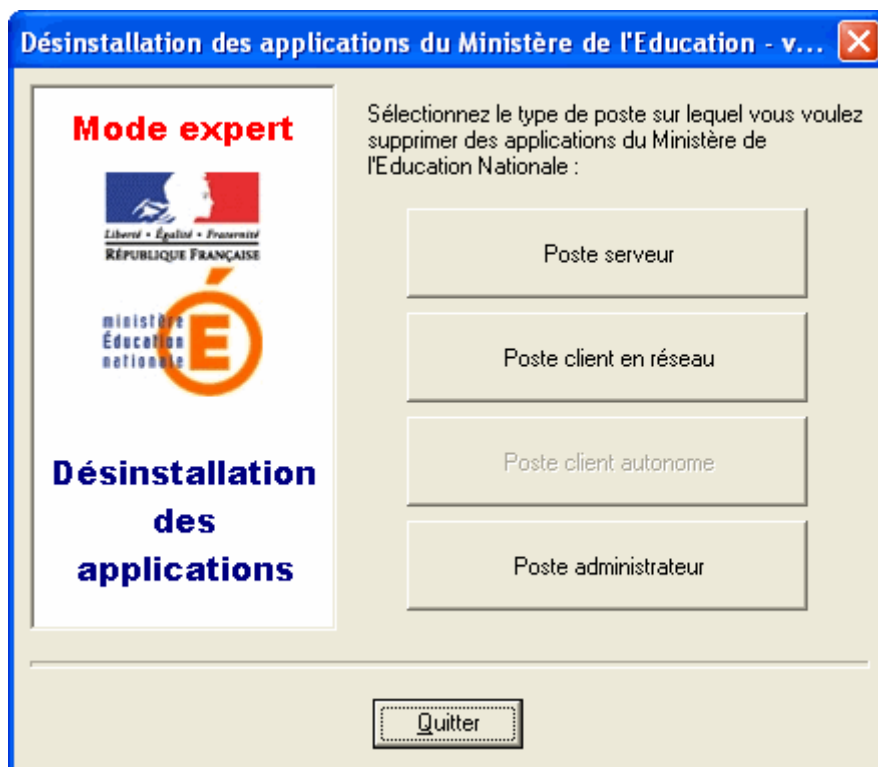 Désinstallation des applications du Ministère de l'Education - v...
Mode expert
Liberté • Égalité • Fraternité
RÉPUBLIQUE FRANÇAISE
ministère
Éducation
nationale
É
Désinstallation
des
applications
Sélectionnez le type de poste sur lequel vous voulez
supprimer des applications du Ministère de
l'Education Nationale :
Poste serveur
Poste client en réseau
Poste client autonome
Poste administrateur
Quitter